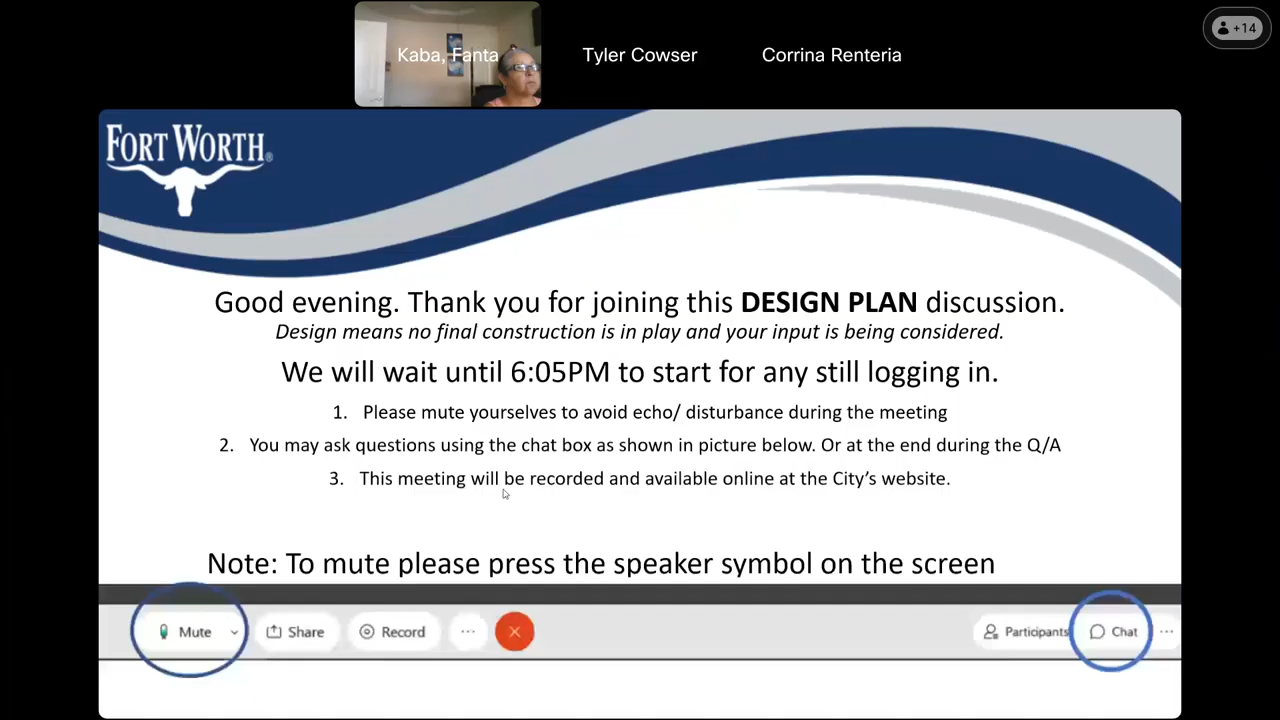 +14
Kaba, Fanta
Tyler Cowser
Corrina Renteria
FORT WORTH®
Good evening. Thank you for joining this DESIGN PLAN discussion.
Design means no final construction is in play and your input is being considered.
We will wait until 6:05PM to start for any still logging in.
1. Please mute yourselves to avoid echo/ disturbance during the meeting
2. You may ask questions using the chat box as shown in picture below. Or at the end during the Q/A
3. This meeting will be recorded and available online at the City’s website.
Note: To mute please press the speaker symbol on the screen
Mute Share Record ... Participants Chat ...